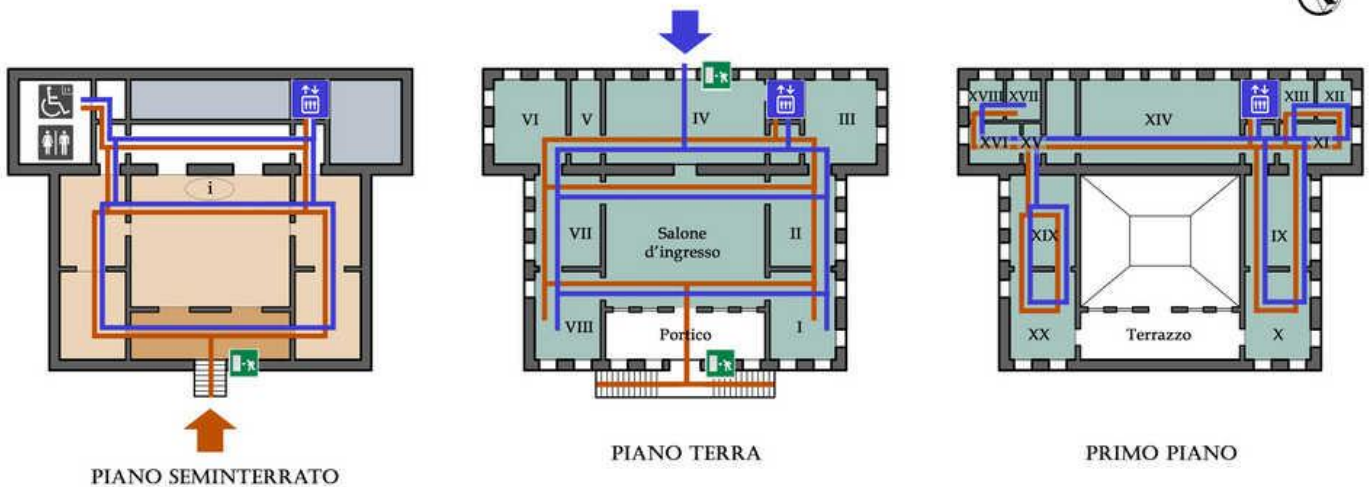 i
PIANO SEMINTERRATO
VI
V
IV
III
VII
Salone
d'ingresso
II
VIII
Portico
I
PIANO TERRA
XVIII
XVII
XIV
XIII
XII
XVI
XV
XI
XIX
IX
XX
Terrazzo
X
PRIMO PIANO